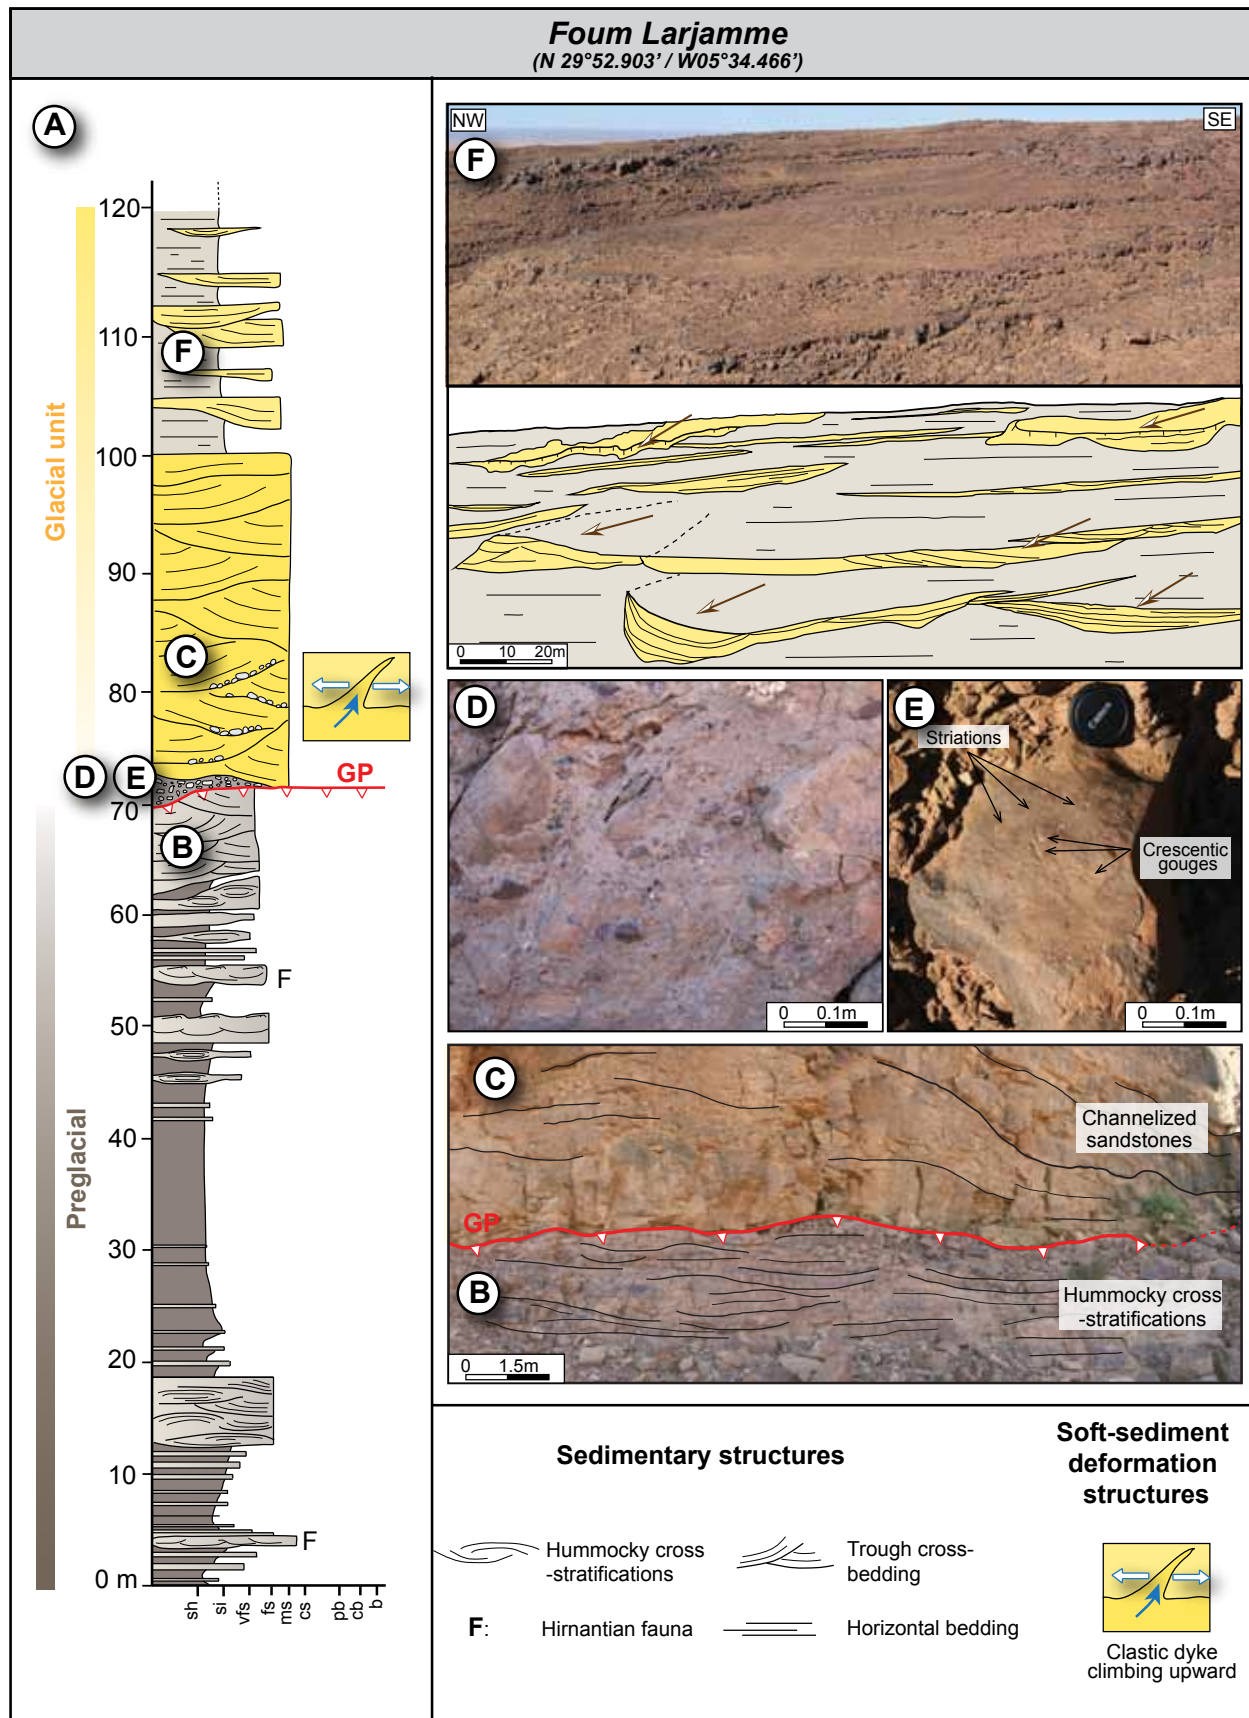 Foum Larjamme
(N 29°52.903' / W05°34.466')
A
120
110
100
90
80
70
60
50
40
30
20
10
0 m
Glacial unit
Preglacial
F
C
D
E
GP
B
F
F
sh
si
vfs
fs
ms
cs
pb
cb
b
NW
SE
F
0 10 20m
D
0 0.1m
E
Striations
Crescentic
gouges
Canon
0 0.1m
C
Channelized
sandstones
GP
B
Hummocky cross
-stratifications
0 1.5m
Sedimentary structures
Hummocky cross
-stratifications
Trough cross-
bedding
F: Hirnantian fauna
Horizontal bedding
Soft-sediment
deformation
structures
Clastic dyke
climbing upward